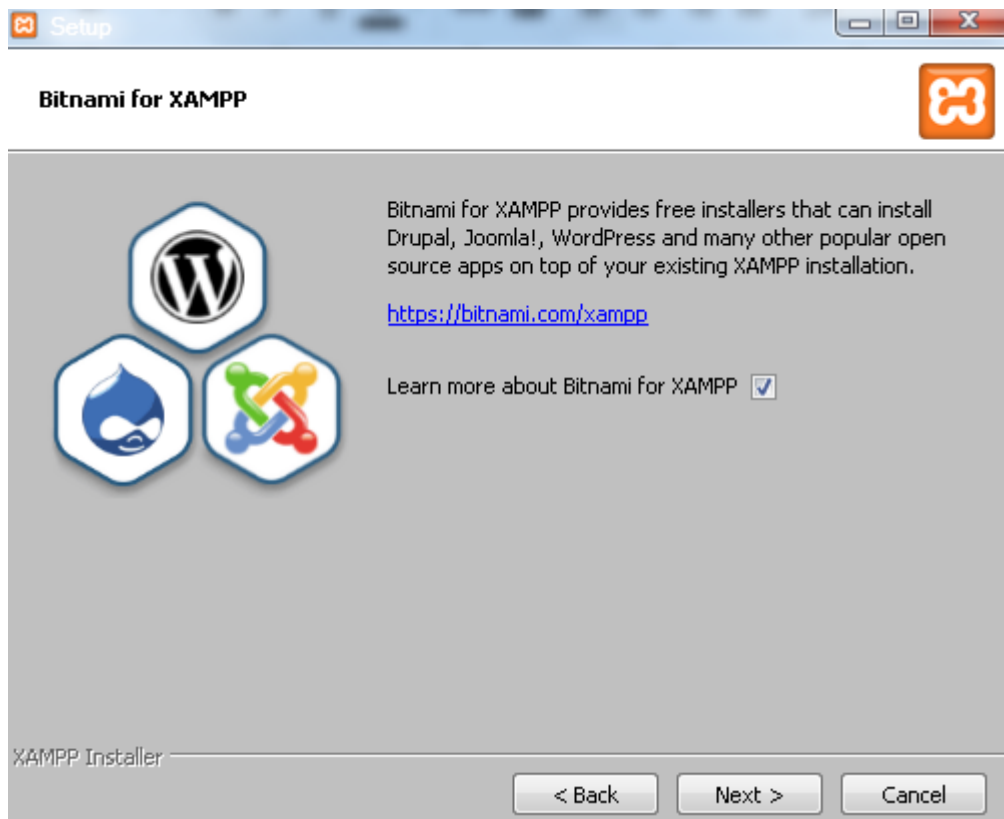 Setup
Bitnami for XAMPP
Bitnami for XAMPP provides free installers that can install
Drupal, Joomla!, WordPress and many other popular open
source apps on top of your existing XAMPP installation.
https://bitnami.com/xampp
Learn more about Bitnami for XAMPP
XAMPP Installer
< Back
Next >
Cancel